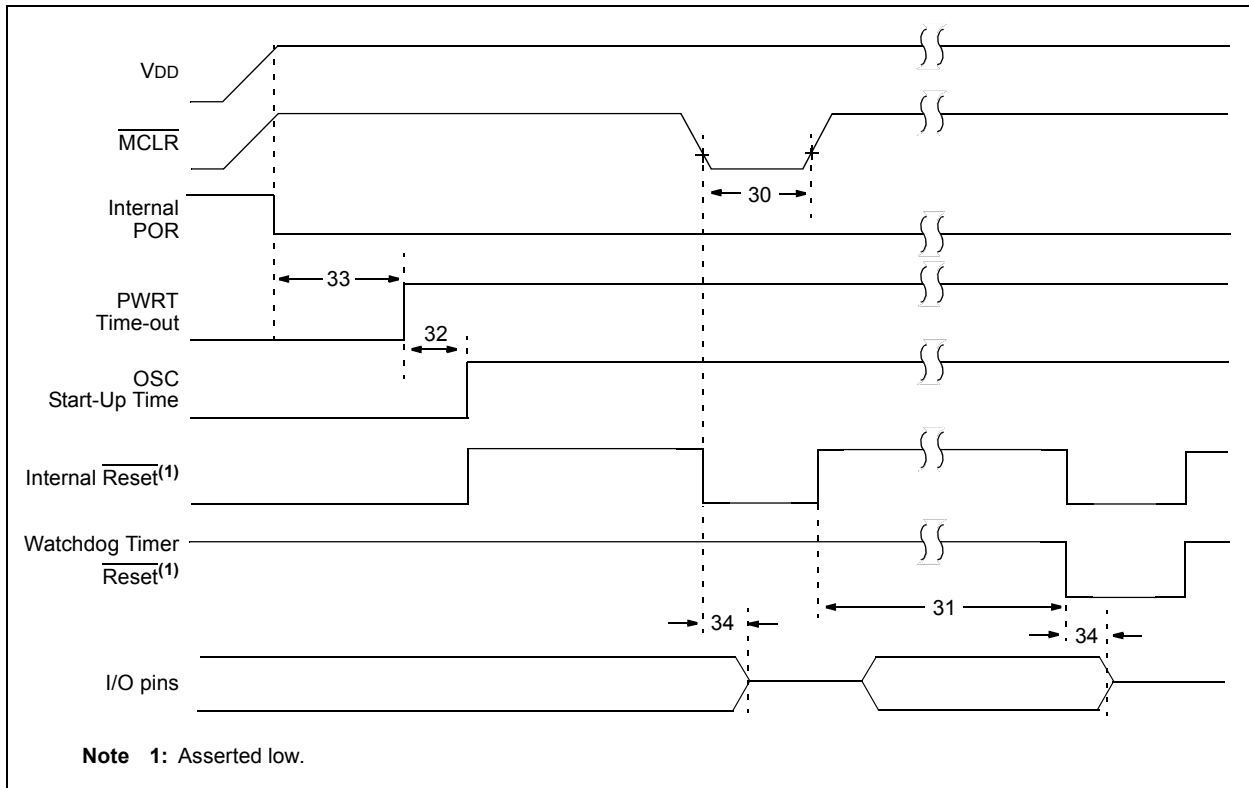 VDD
MCLR
30
Internal
POR
33
PWRT
Time-out
32
OSC
Start-Up Time
Internal Reset(1)
Watchdog Timer
Reset(1)
31
34
34
I/O pins
Note 1: Asserted low.